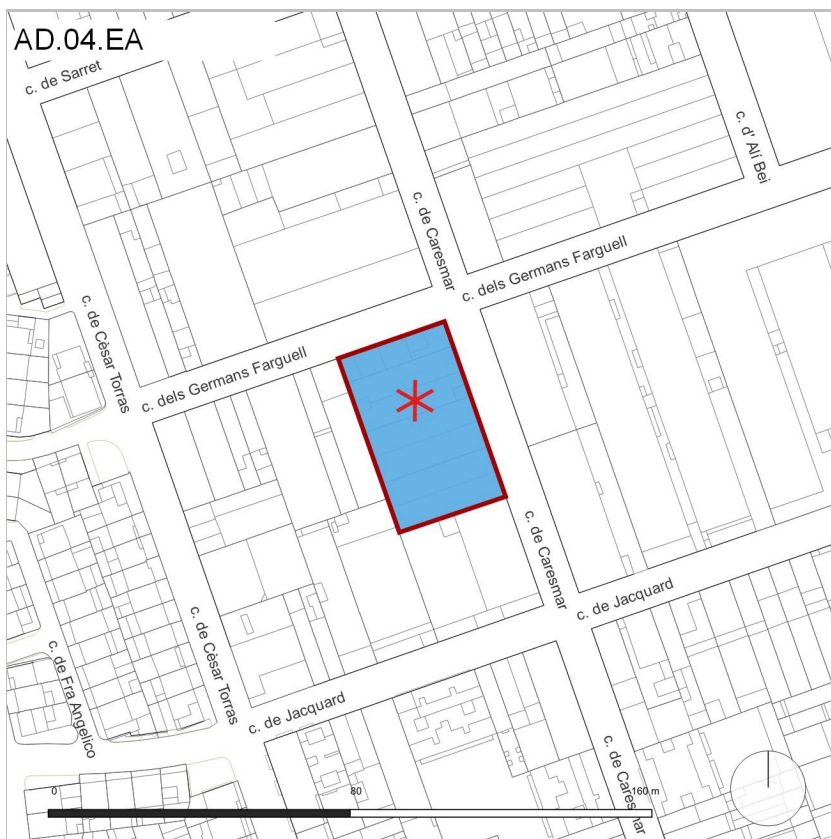 AD.04.EA
c. de Sarret
c. d' Alí Bei
c. de Caresmar
c. dels Germans Farguell
c. de Cèsar Torras
c. dels Germans Farguell
c. de Caresmar
c. de Jacquard
c. de Cèsar Torras
c. de Fra Angelico
c. de Jacquard
c. de Caresmar
0
80
160 m